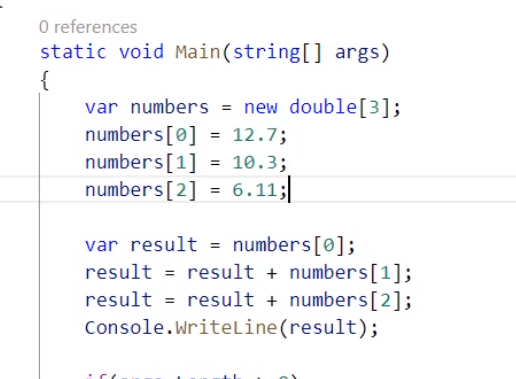 0 references
static void Main(string[] args)
{
var numbers = new double[3];
numbers[0] = 12.7;
numbers[1] = 10.3;
numbers[2] = 6.11;
var result = numbers[0];
result = result + numbers[1];
result = result + numbers[2];
Console.WriteLine(result);